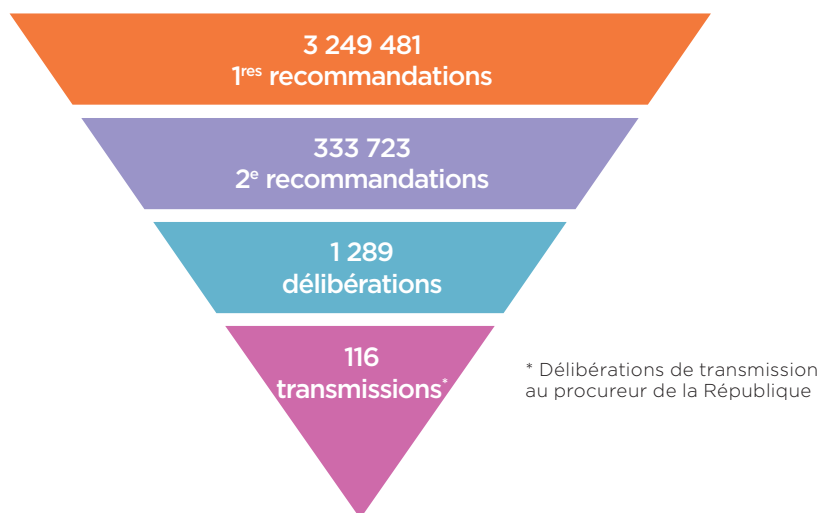 3 249 481
1res recommandations
333 723
2e recommandations
1 289
délibérations
116
transmissions*
* Délibérations de transmission
au procureur de la République